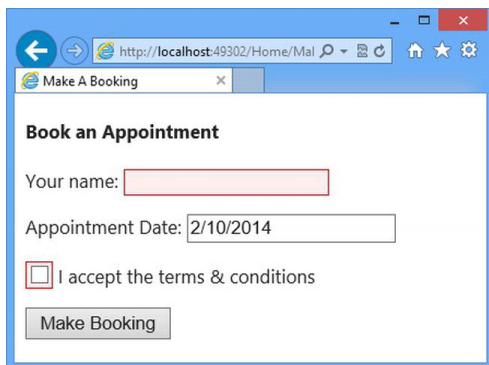 http://localhost:49302/Home/Mal
Make A Booking
Book an Appointment
Your name:
Appointment Date: 2/10/2014
I accept the terms & conditions
Make Booking